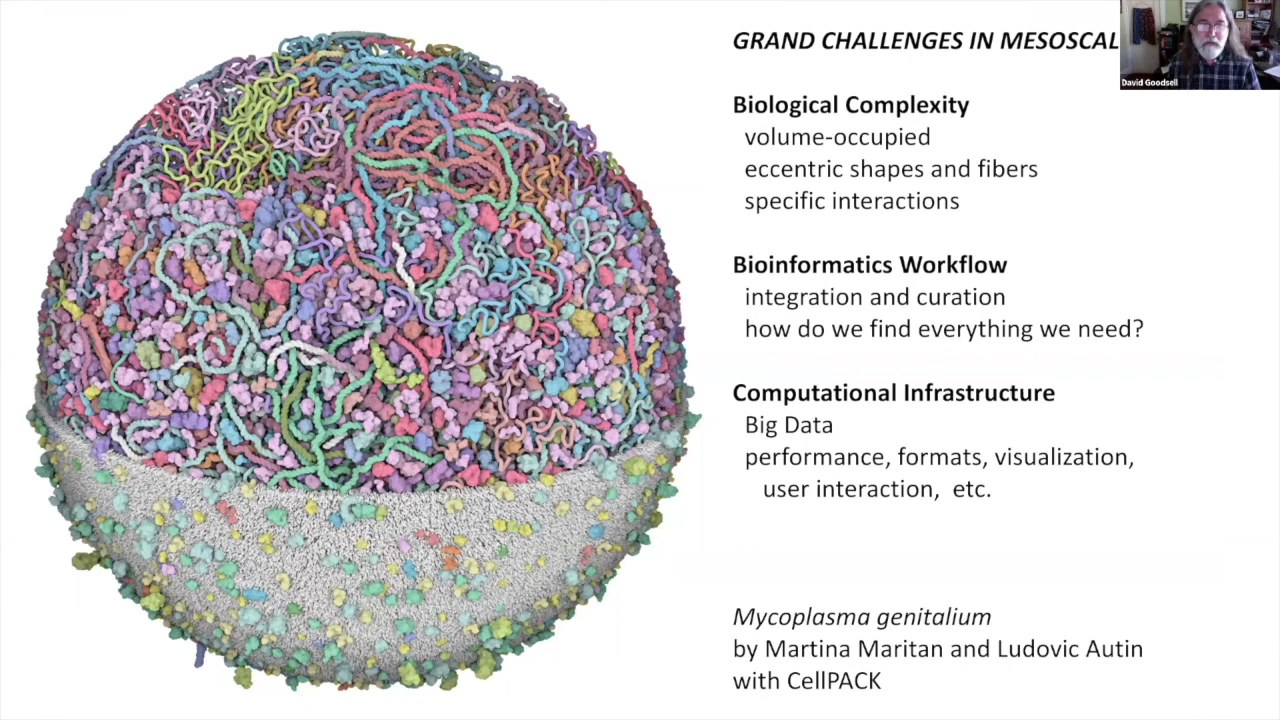 GRAND CHALLENGES IN MESOSCAL
David Goodsell
Biological Complexity
volume-occupied
eccentric shapes and fibers
specific interactions
Bioinformatics Workflow
integration and curation
how do we find everything we need?
Computational Infrastructure
Big Data
performance, formats, visualization,
user interaction, etc.
Mycoplasma genitalium
by Martina Maritan and Ludovic Autin
with CellPACK